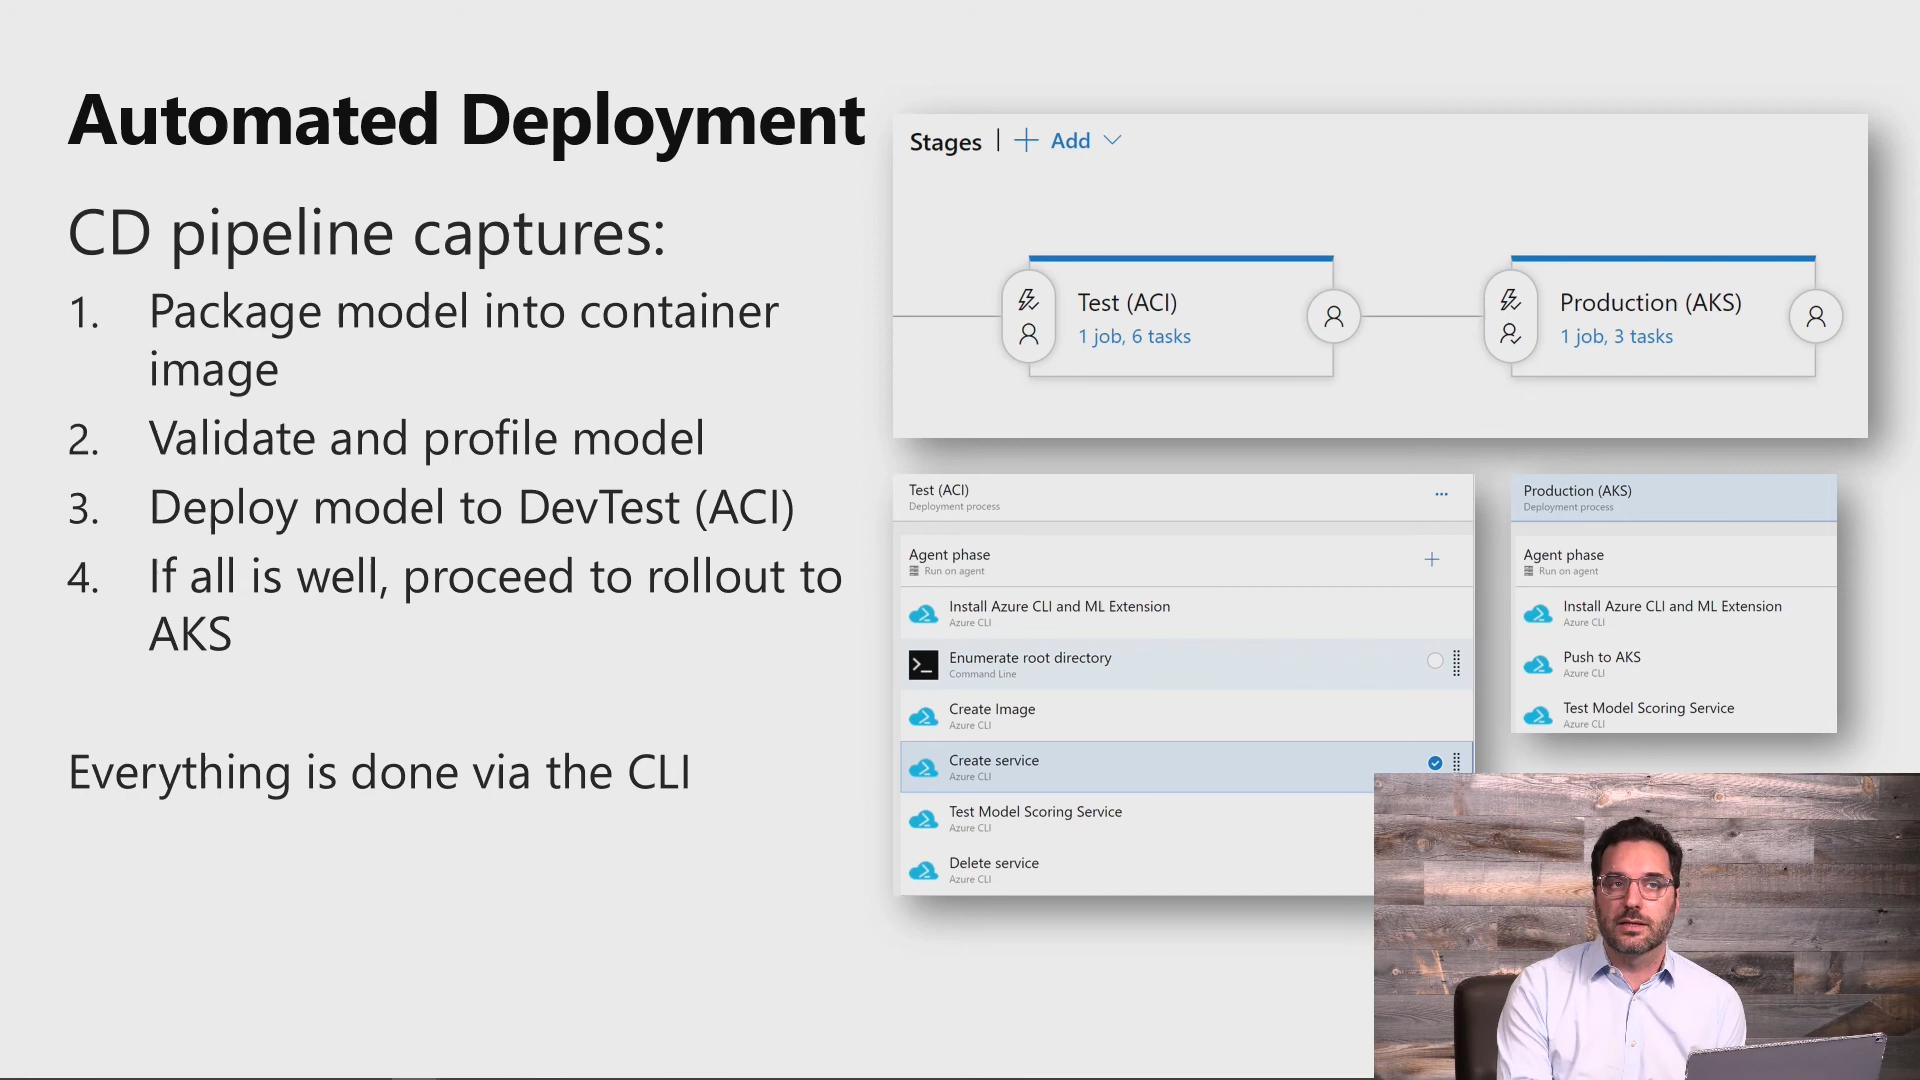 Automated Deployment
CD pipeline captures:
1. Package model into container
image
2. Validate and profile model
3. Deploy model to DevTest (ACI)
4. If all is well, proceed to rollout to
AKS
Everything is done via the CLI
Stages | + Add
Test (ACI)
1 job, 6 tasks
Production (AKS)
1 job, 3 tasks
Test (ACI)
Deployment process
Agent phase
Run on agent
Install Azure CLI and ML Extension
Azure CLI
Enumerate root directory
Command Line
Create Image
Azure CLI
Create service
Azure CLI
Test Model Scoring Service
Azure CLI
Delete service
Azure CLI
Production (AKS)
Deployment process
Agent phase
Run on agent
Install Azure CLI and ML Extension
Azure CLI
Push to AKS
Azure CLI
Test Model Scoring Service
Azure CLI